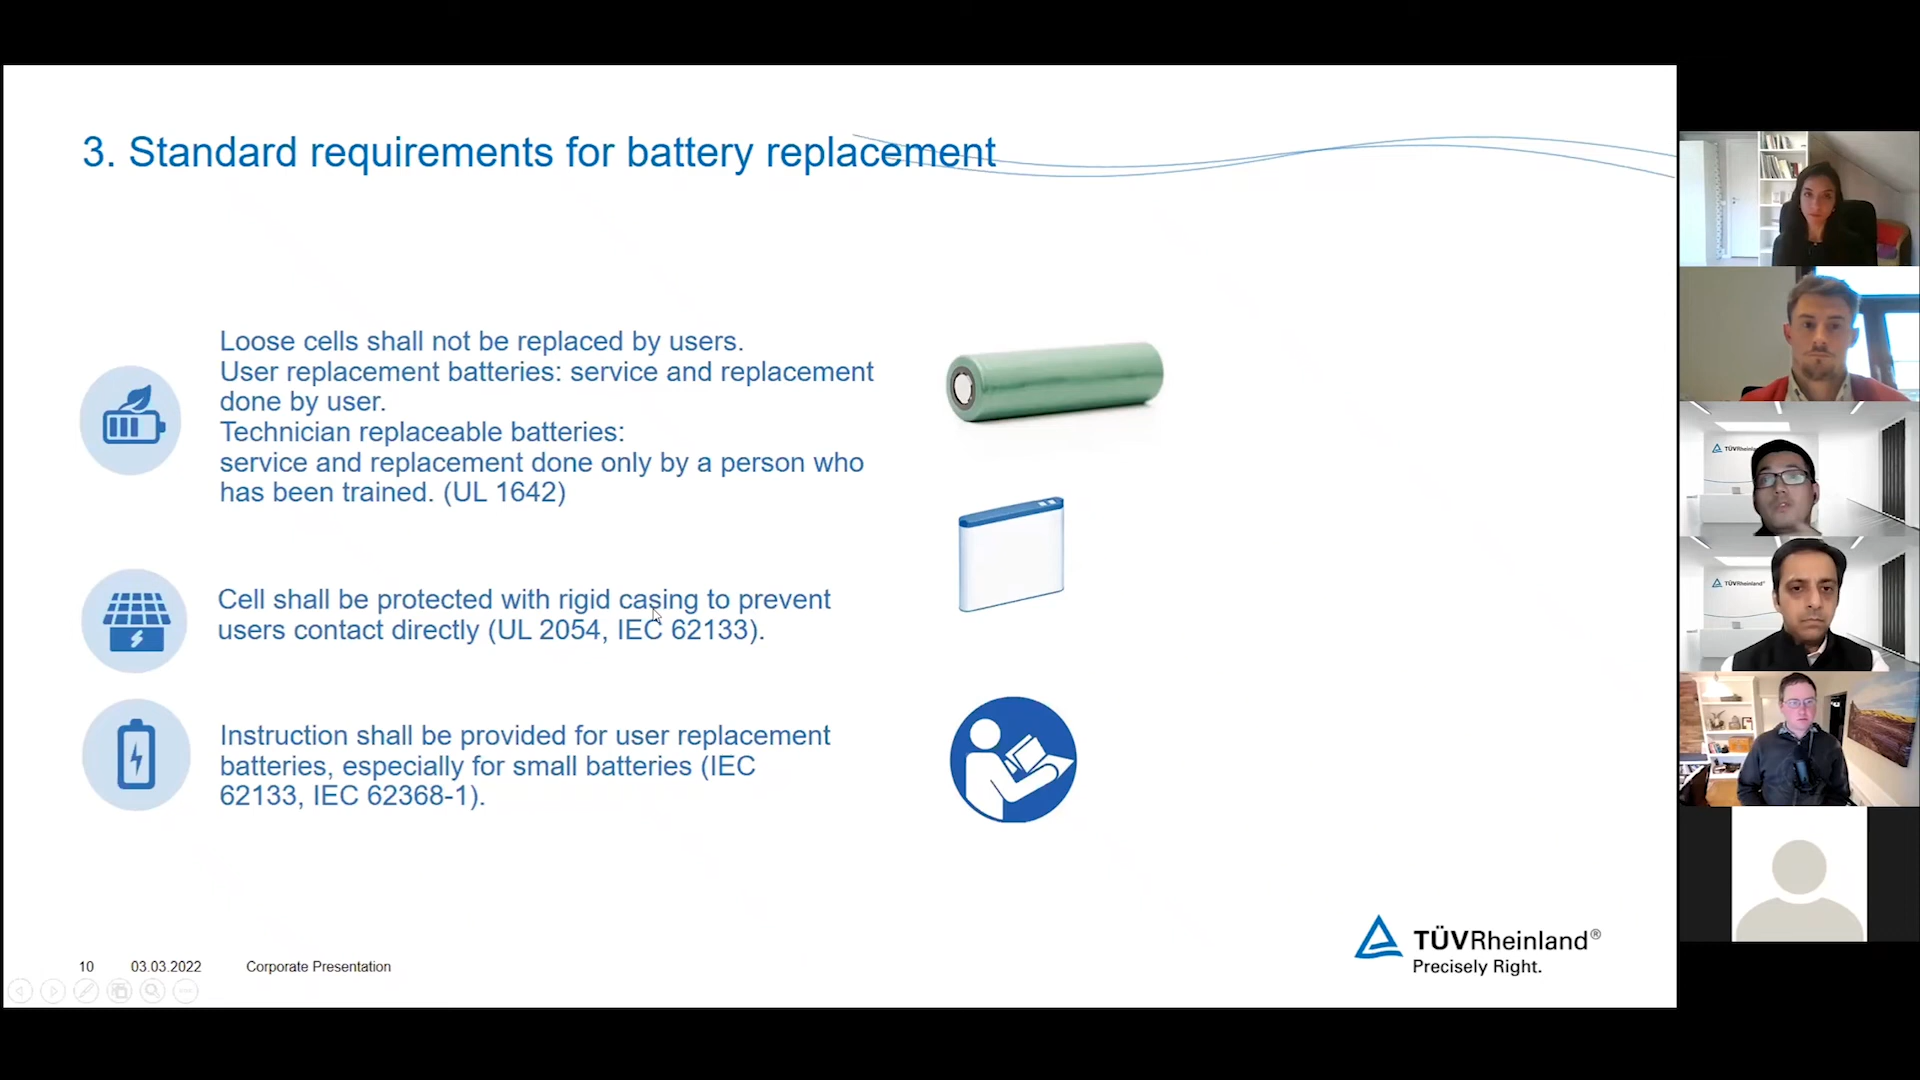 3. Standard requirements for battery replacement
Loose cells shall not be replaced by users.
User replacement batteries: service and replacement
done by user.
Technician replaceable batteries:
service and replacement done only by a person who
has been trained. (UL 1642)
Cell shall be protected with rigid casing to prevent
users contact directly (UL 2054, IEC 62133).
Instruction shall be provided for user replacement
batteries, especially for small batteries (IEC
62133, IEC 62368-1).
10 03.03.2022 Corporate Presentation
TÜVRheinland®
Precisely Right.
TÜVRheinland
TÜVRheinland